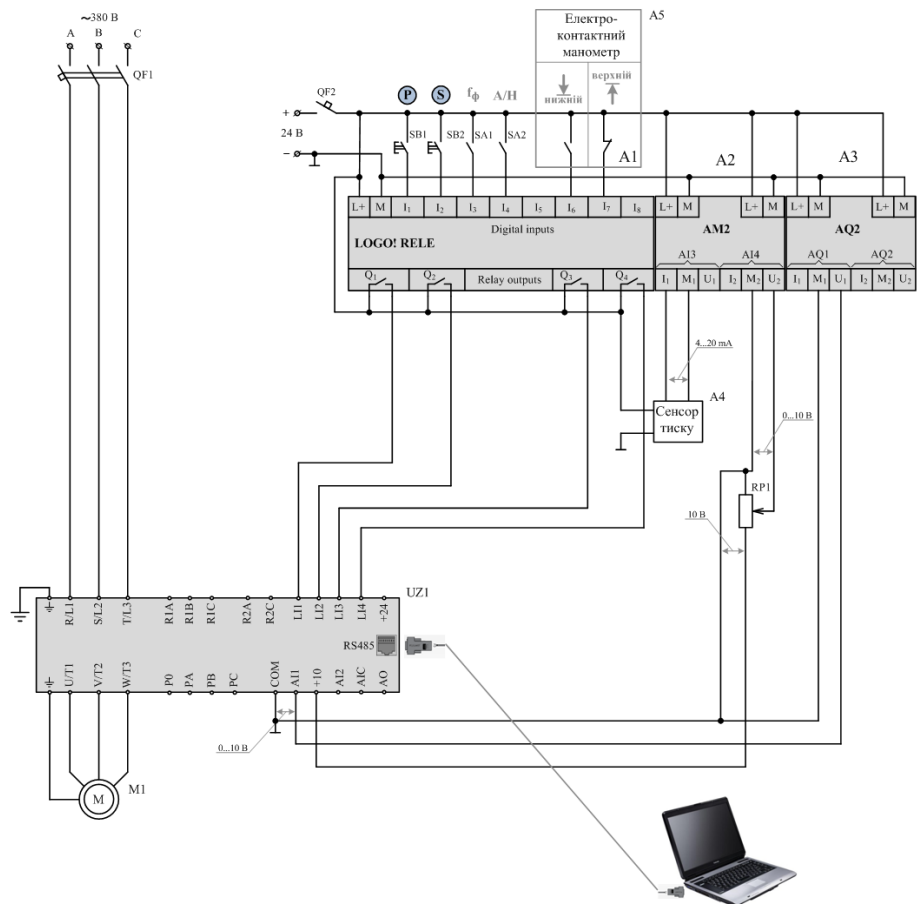 ~380 В
A B C
QF1
QF2
+
24 В
−
P S fф А/Н
SB1 SB2 SA1 SA2
Електро-
контактний
манометр
A5
нижній
верхній
A1 A2 A3
L+ M I1 I2 I3 I4 I5 I6 I7 I8
L+ M L+ M
L+ M L+ M
Digital inputs
LOGO! RELE
AM2
AQ2
AI3 AI4
AQ1 AQ2
Q1 Q2 Relay outputs Q3 Q4
I1 M1 U1 I2 M2 U2
I1 M1 U1 I2 M2 U2
4...20 mA
A4
Сенсор
тиску
0...10 В
RP1
10 В
UZ1
R/L1 S/L2 T/L3 R1A R1B R1C R2A R2C LI1 LI2 LI3 LI4 +24
RS485
U/T1 V/T2 W/T3 P0 PA PB PC COM AI1 +10 AI2 AIC AO
0...10 В
M
M1